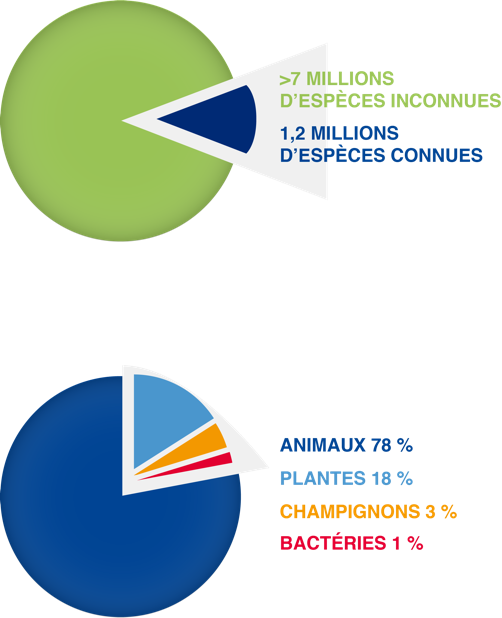 >7 MILLIONS
D'ESPÈCES INCONNUES
1,2 MILLIONS
D'ESPÈCES CONNUES
ANIMAUX 78 %
PLANTES 18 %
CHAMPIGNONS 3 %
BACTÉRIES 1 %